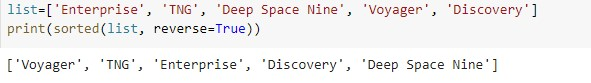 list=['Enterprise', 'TNG', 'Deep Space Nine', 'Voyager', 'Discovery']
print(sorted(list, reverse=True))
['Voyager', 'TNG', 'Enterprise', 'Discovery', 'Deep Space Nine']